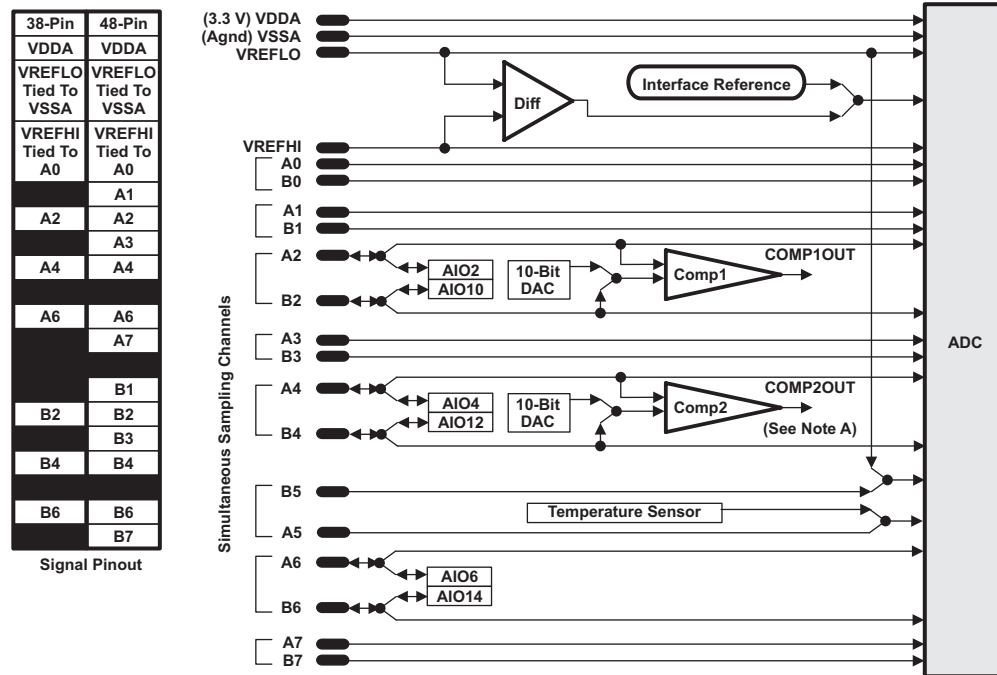 38-Pin 48-Pin
VDDA VDDA
VREFLO VREFLO
Tied To Tied To
VSSA VSSA
VREFHI VREFHI
Tied To Tied To
A0 A0
A1
A2 A2
A3
A4 A4
A6 A6
A7
B1
B2 B2
B3
B4 B4
B6 B6
B7
Signal Pinout
Simultaneous Sampling Channels
(3.3 V) VDDA
(Agnd) VSSA
VREFLO
Diff
Interface Reference
VREFHI
A0
B0
A1
B1
A2
AIO2
AIO10
10-Bit
DAC
Comp1
COMP1OUT
B2
A3
B3
A4
AIO4
AIO12
10-Bit
DAC
Comp2
COMP2OUT
(See Note A)
B4
B5
Temperature Sensor
A5
A6
AIO6
AIO14
B6
A7
B7
ADC